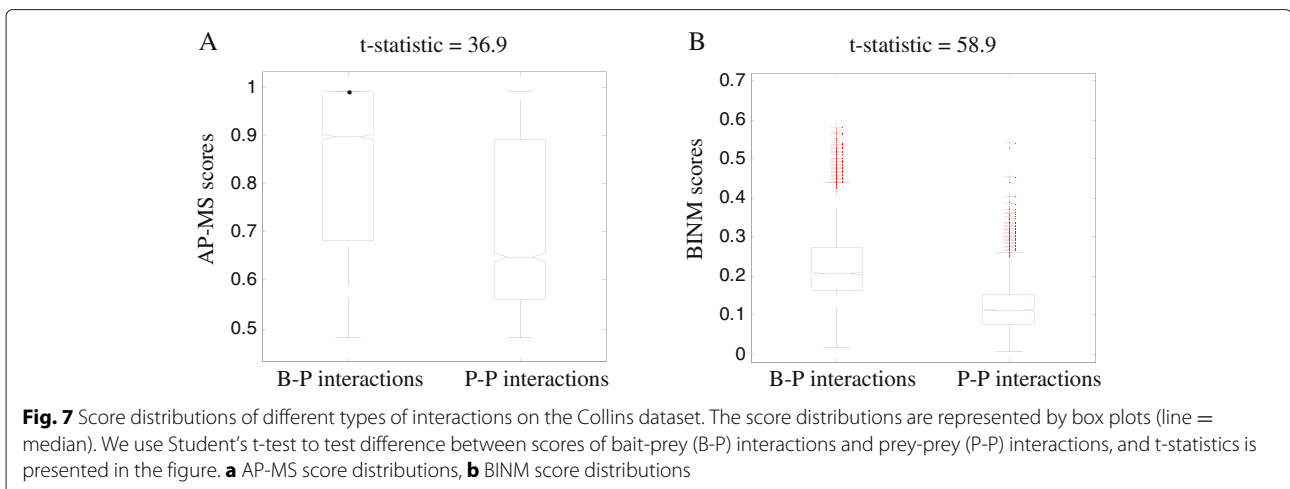 A
t-statistic = 36.9
AP-MS scores
1
0.9
0.8
0.7
0.6
0.5
B-P interactions
P-P interactions
B
t-statistic = 58.9
BINM scores
0.7
0.6
0.5
0.4
0.3
0.2
0.1
0
B-P interactions
P-P interactions
Fig. 7 Score distributions of different types of interactions on the Collins dataset. The score distributions are represented by box plots (line =
median). We use Student’s t-test to test difference between scores of bait-prey (B-P) interactions and prey-prey (P-P) interactions, and t-statistics is
presented in the figure. a AP-MS score distributions, b BINM score distributions